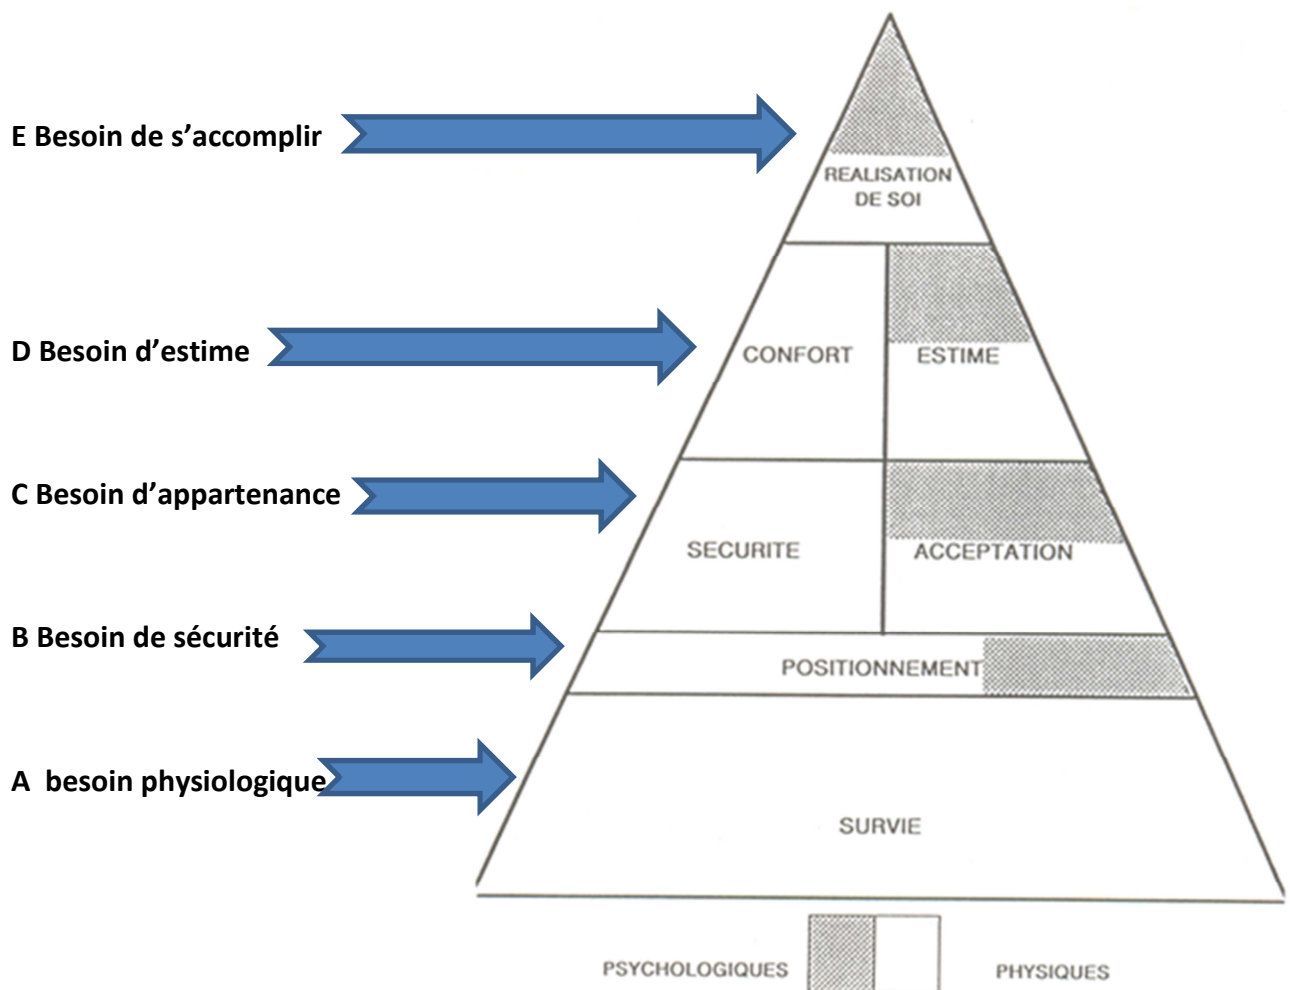 E Besoin de s’accomplir
REALISATION
DE SOI
D Besoin d’estime
CONFORT
ESTIME
C Besoin d’appartenance
SECURITE
ACCEPTATION
B Besoin de sécurité
POSITIONNEMENT
A besoin physiologique
SURVIE
PSYCHOLOGIQUES
PHYSIQUES